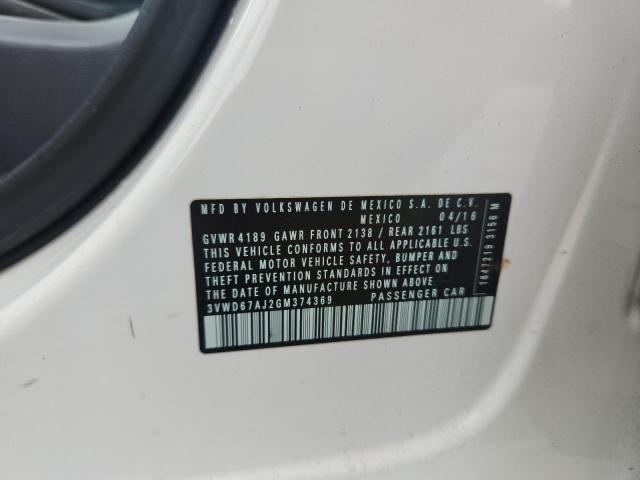 MFD BY VOLKSWAGEN DE MEXICO S.A. DE C.V.
MEXICO 04/16
GVWR 4189 GAWR FRONT 2138 / REAR 2161 LBS
THIS VEHICLE CONFORMS TO ALL APPLICABLE U.S.
FEDERAL MOTOR VEHICLE SAFETY, BUMPER AND
THEFT PREVENTION STANDARDS IN EFFECT ON
THE DATE OF MANUFACTURE SHOWN ABOVE.
3VWD67AJ2GM374369 PASSENGER CAR
1647219 3156 M